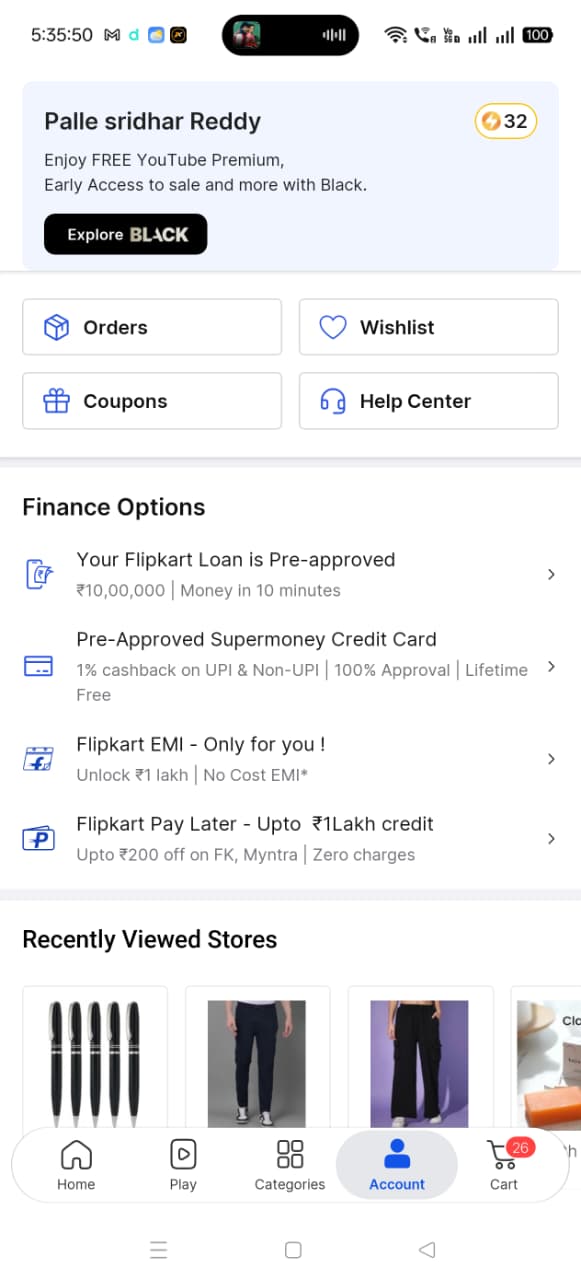 5:35:50
Vo
5G D
100
Palle sridhar Reddy
32
Enjoy FREE YouTube Premium,
Early Access to sale and more with Black.
Explore BLACK
Orders
Wishlist
Coupons
Help Center
Finance Options
Your Flipkart Loan is Pre-approved
₹10,00,000 | Money in 10 minutes
Pre-Approved Supermoney Credit Card
1% cashback on UPI & Non-UPI | 100% Approval | Lifetime
Free
Flipkart EMI - Only for you !
Unlock ₹1 lakh | No Cost EMI*
Flipkart Pay Later - Upto ₹1Lakh credit
Upto ₹200 off on FK, Myntra | Zero charges
Recently Viewed Stores
Clo
26
Home
Play
Categories
Account
Cart